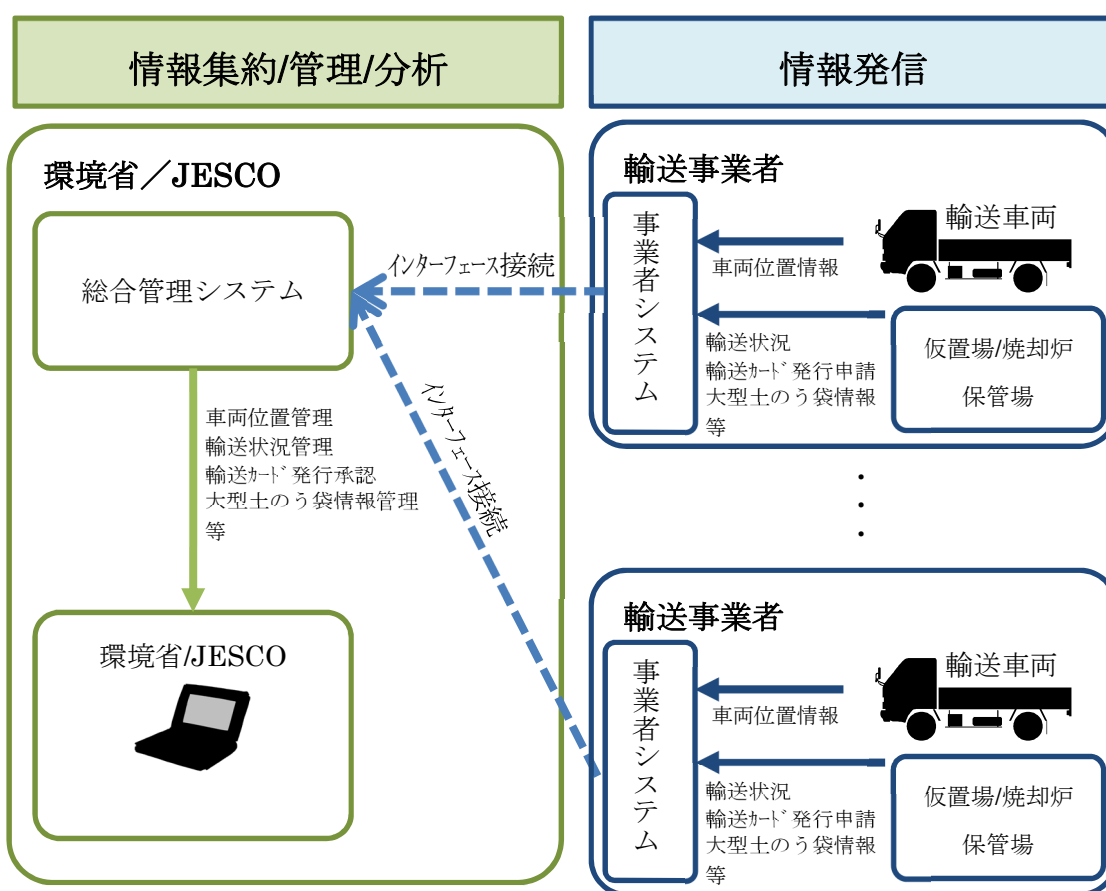 情報集約/管理/分析
情報発信
環境省／JESCO
総合管理システム
車両位置管理
輸送状況管理
輸送ｶｰﾄﾞ発行承認
大型土のう袋情報管理
等
環境省/JESCO
インターフェース接続
インターフェース接続
輸送事業者
事業者システム
輸送車両
車両位置情報
輸送状況
輸送ｶｰﾄﾞ発行申請
大型土のう袋情報
等
仮置場/焼却炉
保管場
・
・
・
輸送事業者
事業者システム
輸送車両
車両位置情報
輸送状況
輸送ｶｰﾄﾞ発行申請
大型土のう袋情報
等
仮置場/焼却炉
保管場